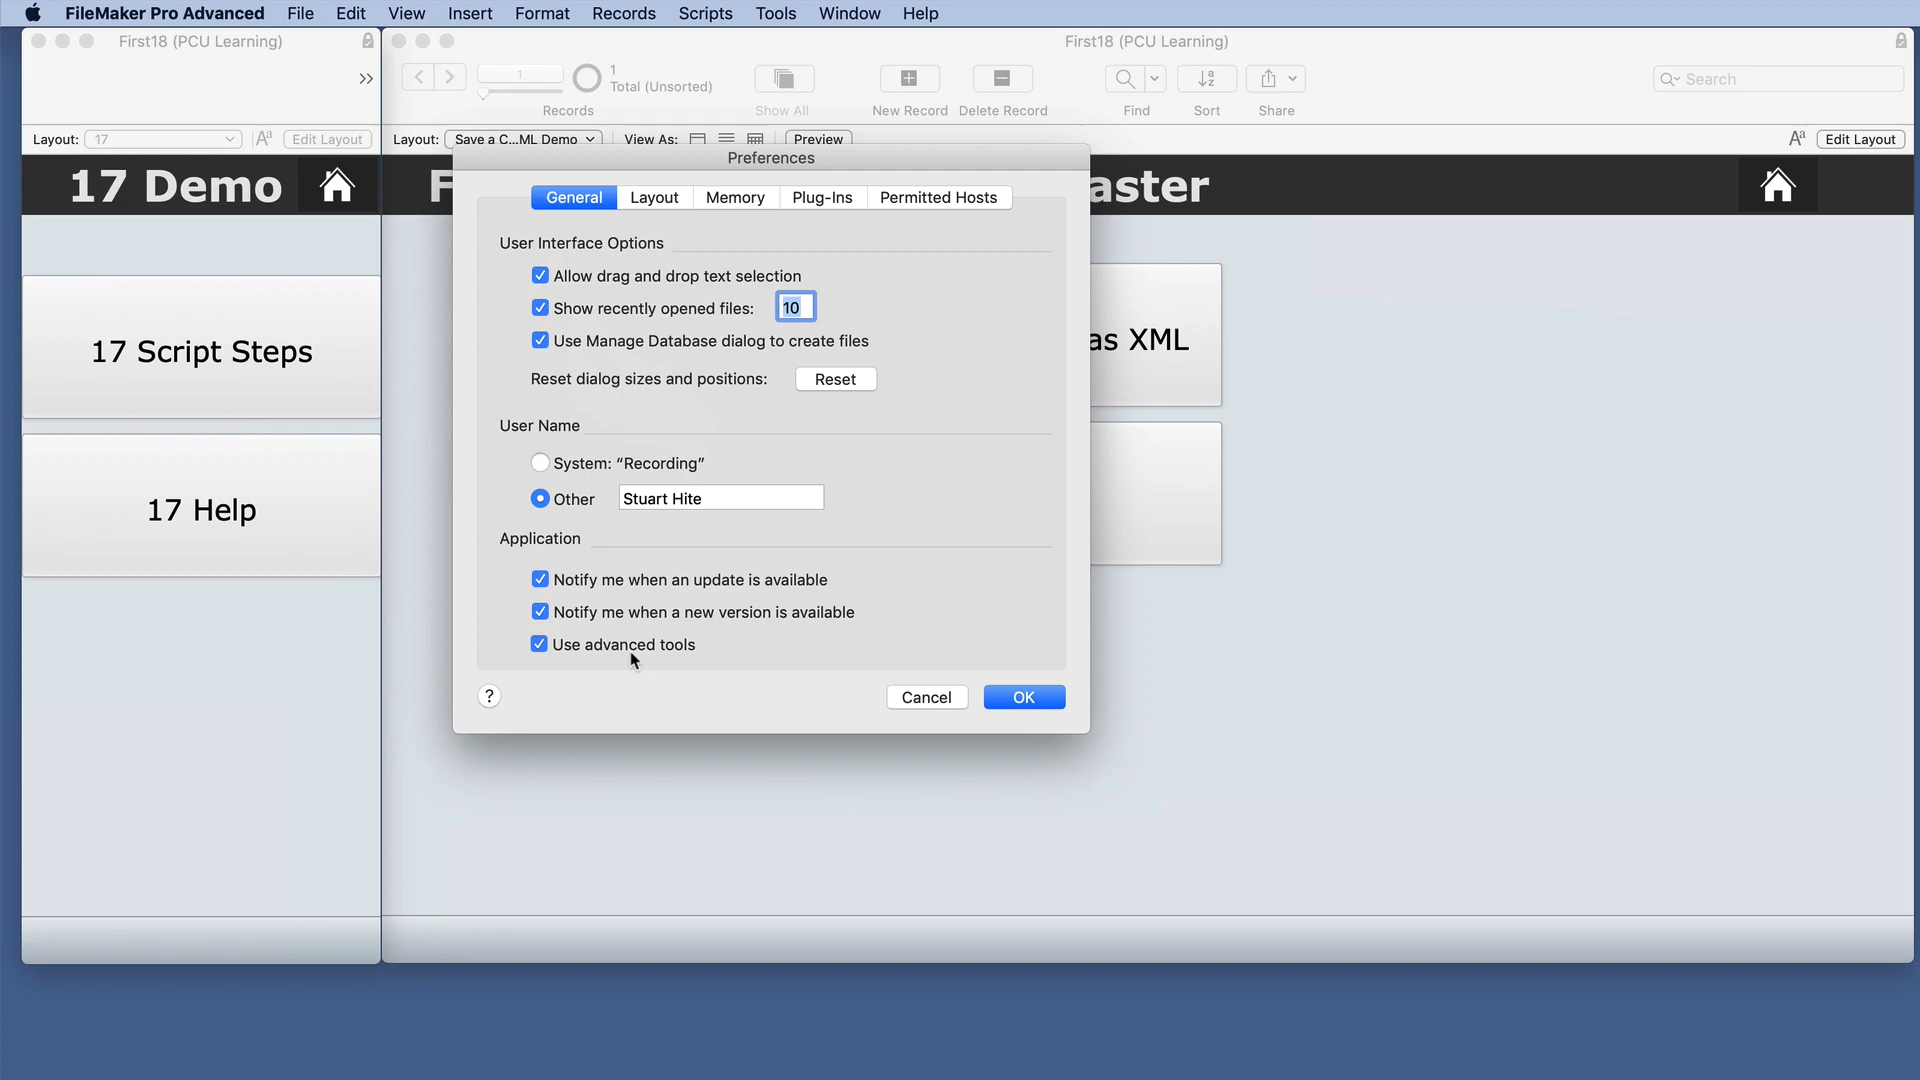 FileMaker Pro Advanced File Edit View Insert Format Records Scripts Tools Window Help
First18 (PCU Learning)
First18 (PCU Learning)
1
1
Total (Unsorted)
Records
Show All
New Record
Delete Record
Find
Sort
Share
Search
Layout: 17
Edit Layout
Layout: Save a C...ML Demo
View As:
Preview
Edit Layout
17 Demo
F
aster
17 Script Steps
17 Help
as XML
Preferences
General Layout Memory Plug-Ins Permitted Hosts
User Interface Options
Allow drag and drop text selection
Show recently opened files: 10
Use Manage Database dialog to create files
Reset dialog sizes and positions: Reset
User Name
System: “Recording”
Other Stuart Hite
Application
Notify me when an update is available
Notify me when a new version is available
Use advanced tools
? Cancel OK